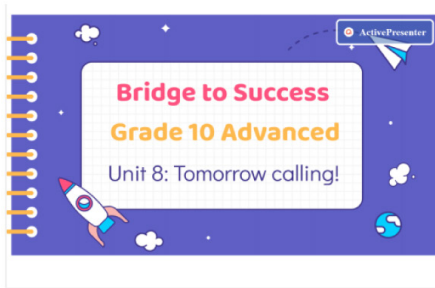 ActivePresenter
Bridge to Success
Grade 10 Advanced
Unit 8: Tomorrow calling!